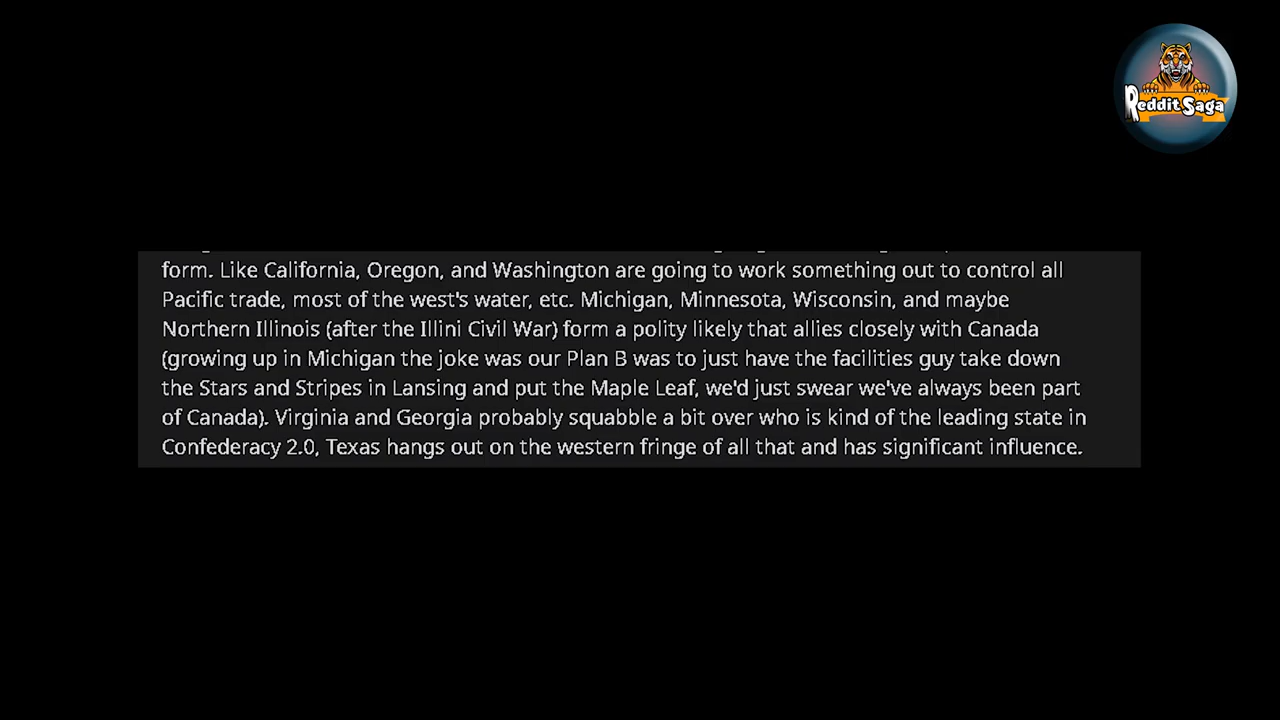 Reddit Saga
form. Like California, Oregon, and Washington are going to work something out to control all
Pacific trade, most of the west's water, etc. Michigan, Minnesota, Wisconsin, and maybe
Northern Illinois (after the Illini Civil War) form a polity likely that allies closely with Canada
(growing up in Michigan the joke was our Plan B was to just have the facilities guy take down
the Stars and Stripes in Lansing and put the Maple Leaf, we'd just swear we've always been part
of Canada). Virginia and Georgia probably squabble a bit over who is kind of the leading state in
Confederacy 2.0, Texas hangs out on the western fringe of all that and has significant influence.